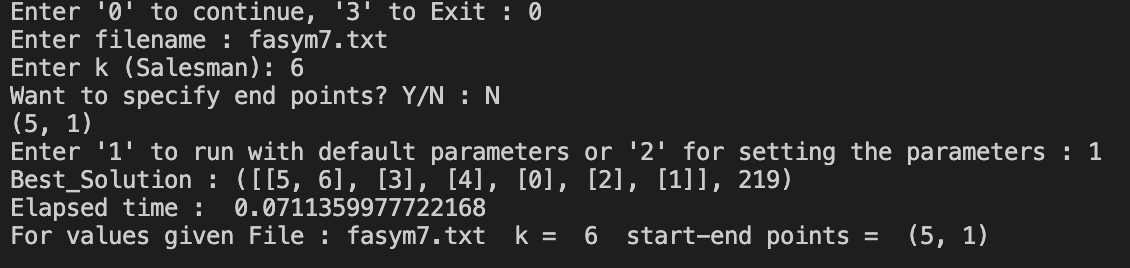 Enter '0' to continue, '3' to Exit : 0
Enter filename : fasym7.txt
Enter k (Salesman): 6
Want to specify end points? Y/N : N
(5, 1)
Enter '1' to run with default parameters or '2' for setting the parameters : 1
Best_Solution : ([[5, 6], [3], [4], [0], [2], [1]], 219)
Elapsed time :  0.0711359977722168
For values given File : fasym7.txt  k =  6  start-end points =  (5, 1)